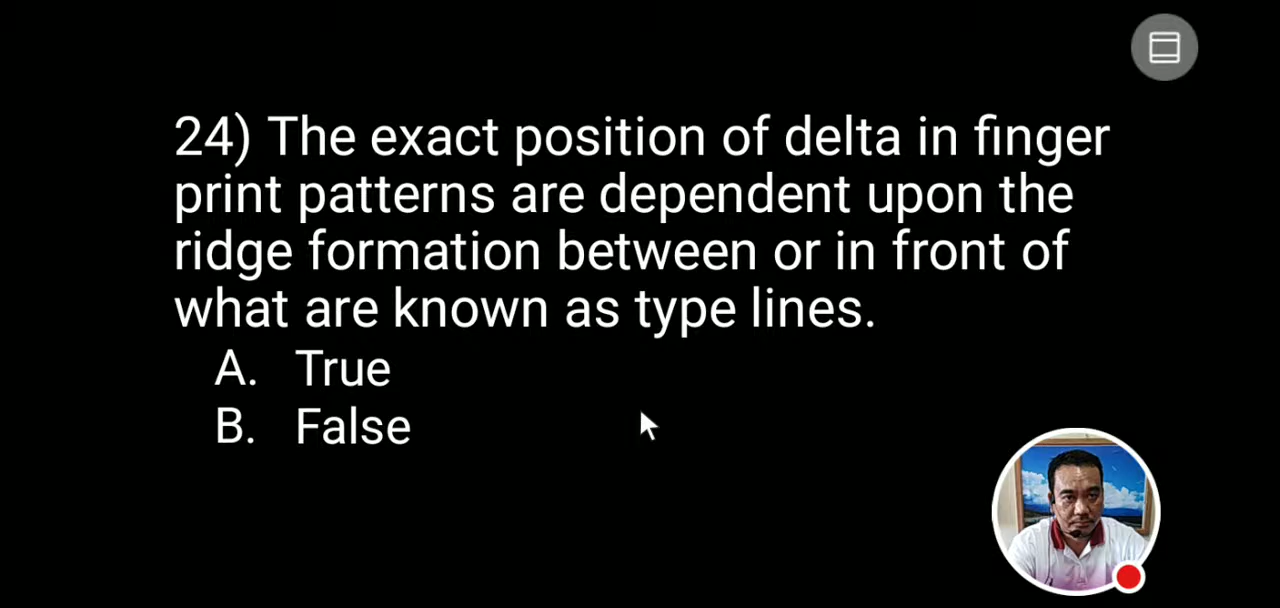 24) The exact position of delta in finger
print patterns are dependent upon the
ridge formation between or in front of
what are known as type lines.
A. True
B. False